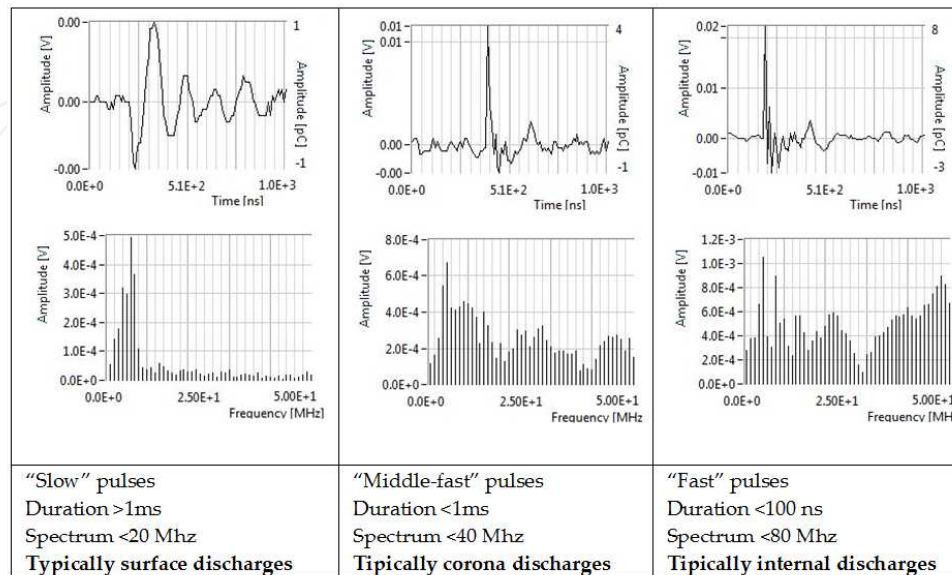 0.00
1
0.00
-0.00
-1
Amplitude [V]
Amplitude [pC]
0.0E+0
5.1E+2
1.0E+3
Time [ns]
5.0E-4
4.0E-4
3.0E-4
2.0E-4
1.0E-4
0.0E+0
Amplitude [V]
0.0E+0
2.50E+1
5.00E+1
Frequency [MHz]
"Slow" pulses
Duration >1ms
Spectrum <20 Mhz
Typically surface discharges
0.01
0.01
4
0.00
-0.00
-1
Amplitude [V]
Amplitude [pC]
0.0E+0
5.1E+2
1.0E+3
Time [ns]
8.0E-4
6.0E-4
4.0E-4
2.0E-4
0.0E+0
Amplitude [V]
0.0E+0
2.50E+1
5.00E+1
Frequency [MHz]
"Middle-fast" pulses
Duration <1ms
Spectrum <40 Mhz
Tipically corona discharges
0.02
8
0.01
0.00
-0.01
-3
Amplitude [V]
Amplitude [pC]
0.0E+0
5.1E+2
1.0E+3
Time [ns]
1.2E-3
1.0E-3
8.0E-4
6.0E-4
4.0E-4
2.0E-4
0.0E+0
Amplitude [V]
0.0E+0
2.50E+1
5.00E+1
Frequency [MH
"Fast" pulses
Duration <100 ns
Spectrum <80 Mhz
Tipically internal discharges